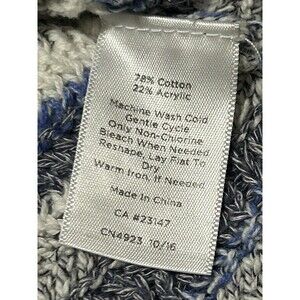 78% Cotton
22% Acrylic
Machine Wash Cold
Gentle Cycle
Only Non-Chlorine
Bleach When Needed
Reshape, Lay Flat To
Dry
Warm Iron, If Needed
Made In China
CA #23147
CN4923 10/16